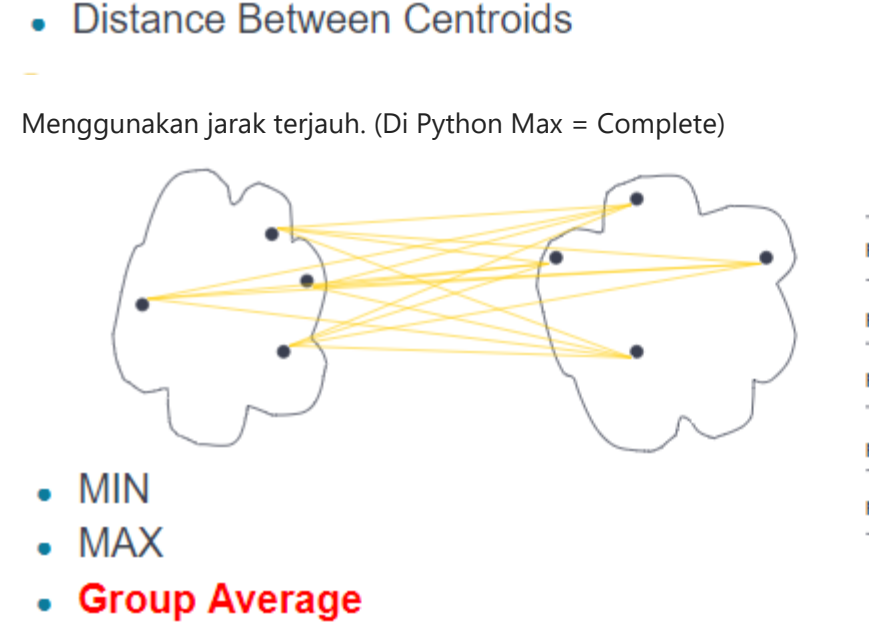 Distance Between Centroids
Menggunakan jarak terjauh. (Di Python Max = Complete)
MIN
MAX
Group Average